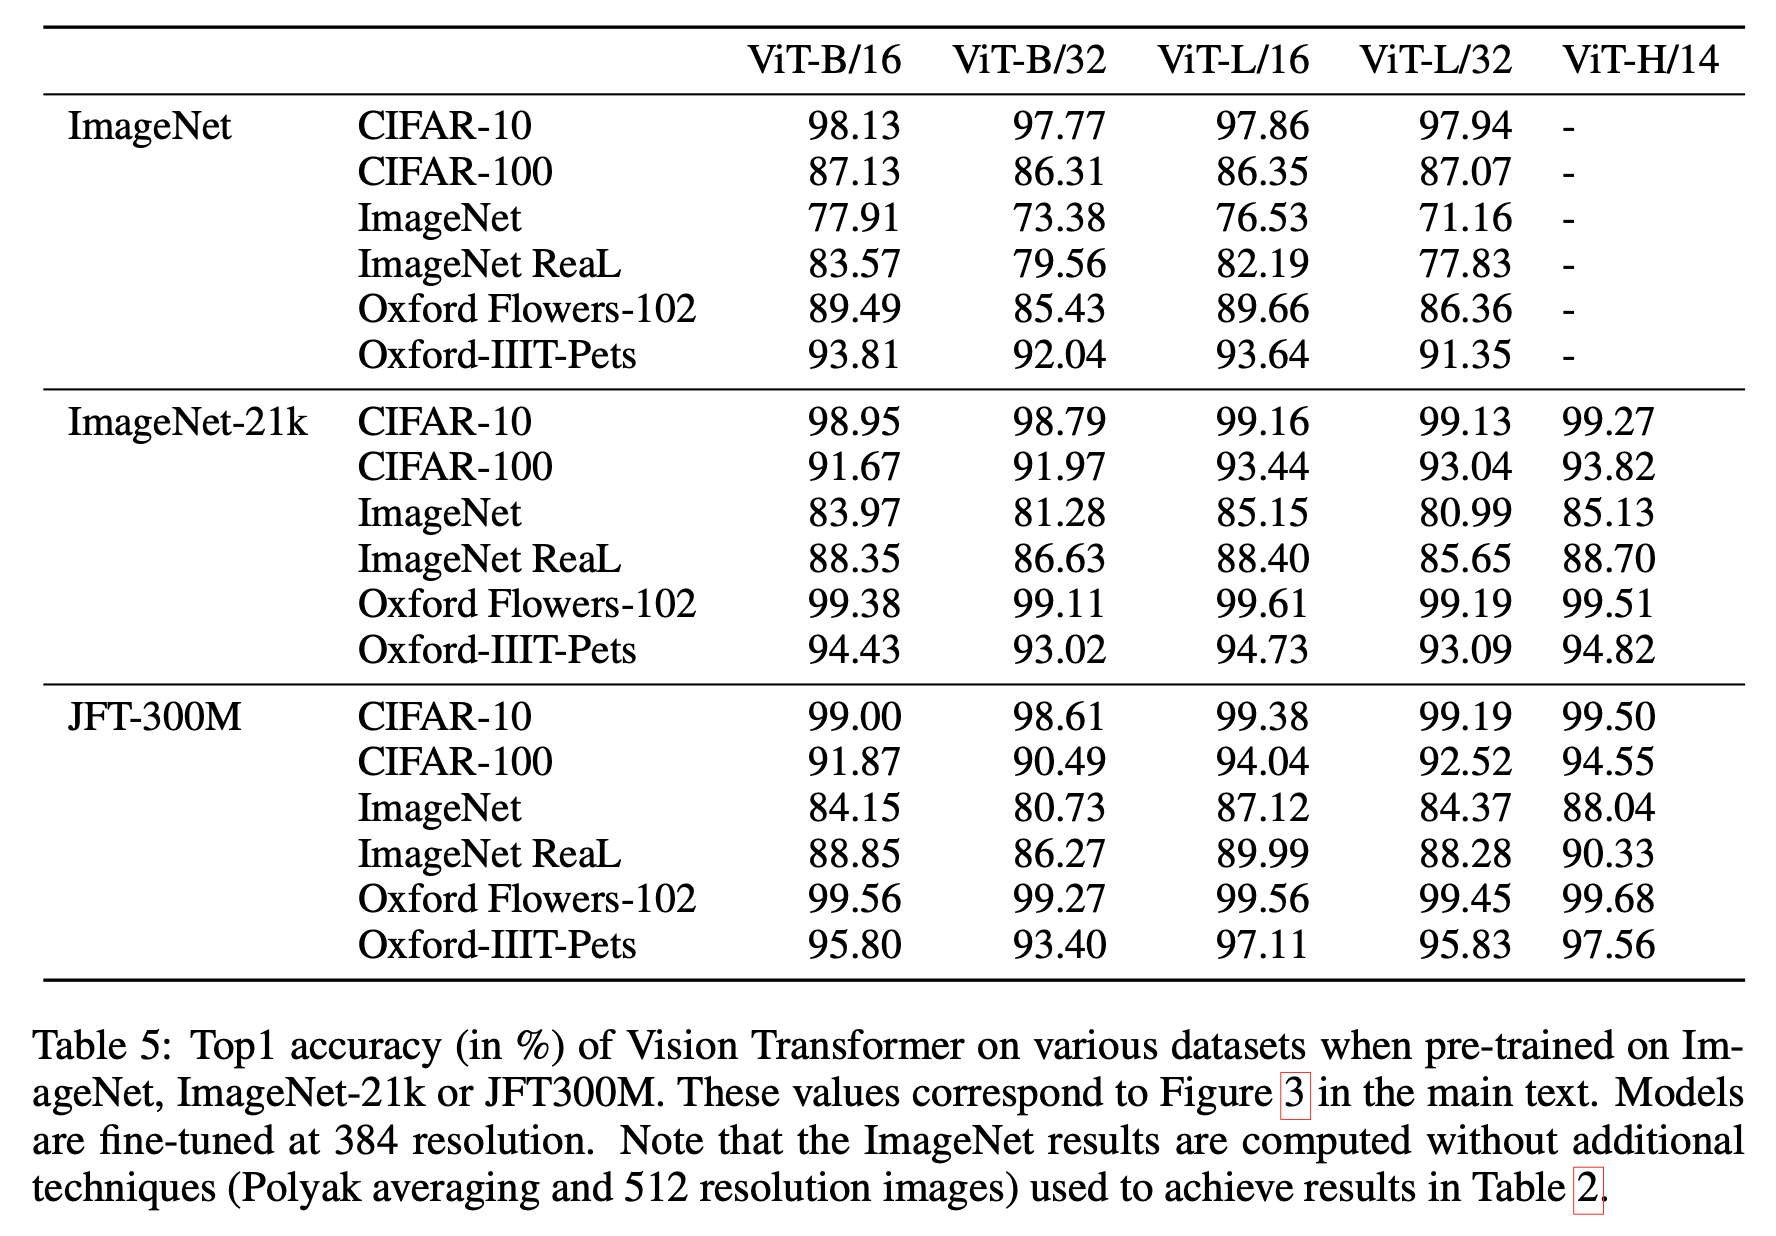 ViT-B/16 ViT-B/32 ViT-L/16 ViT-L/32 ViT-H/14
ImageNet CIFAR-10 98.13 97.77 97.86 97.94 -
CIFAR-100 87.13 86.31 86.35 87.07 -
ImageNet 77.91 73.38 76.53 71.16 -
ImageNet ReaL 83.57 79.56 82.19 77.83 -
Oxford Flowers-102 89.49 85.43 89.66 86.36 -
Oxford-IIIT-Pets 93.81 92.04 93.64 91.35 -
ImageNet-21k CIFAR-10 98.95 98.79 99.16 99.13 99.27
CIFAR-100 91.67 91.97 93.44 93.04 93.82
ImageNet 83.97 81.28 85.15 80.99 85.13
ImageNet ReaL 88.35 86.63 88.40 85.65 88.70
Oxford Flowers-102 99.38 99.11 99.61 99.19 99.51
Oxford-IIIT-Pets 94.43 93.02 94.73 93.09 94.82
JFT-300M CIFAR-10 99.00 98.61 99.38 99.19 99.50
CIFAR-100 91.87 90.49 94.04 92.52 94.55
ImageNet 84.15 80.73 87.12 84.37 88.04
ImageNet ReaL 88.85 86.27 89.99 88.28 90.33
Oxford Flowers-102 99.56 99.27 99.56 99.45 99.68
Oxford-IIIT-Pets 95.80 93.40 97.11 95.83 97.56
Table 5: Top1 accuracy (in %) of Vision Transformer on various datasets when pre-trained on Im-
ageNet, ImageNet-21k or JFT300M. These values correspond to Figure 3 in the main text. Models
are fine-tuned at 384 resolution. Note that the ImageNet results are computed without additional
techniques (Polyak averaging and 512 resolution images) used to achieve results in Table 2.